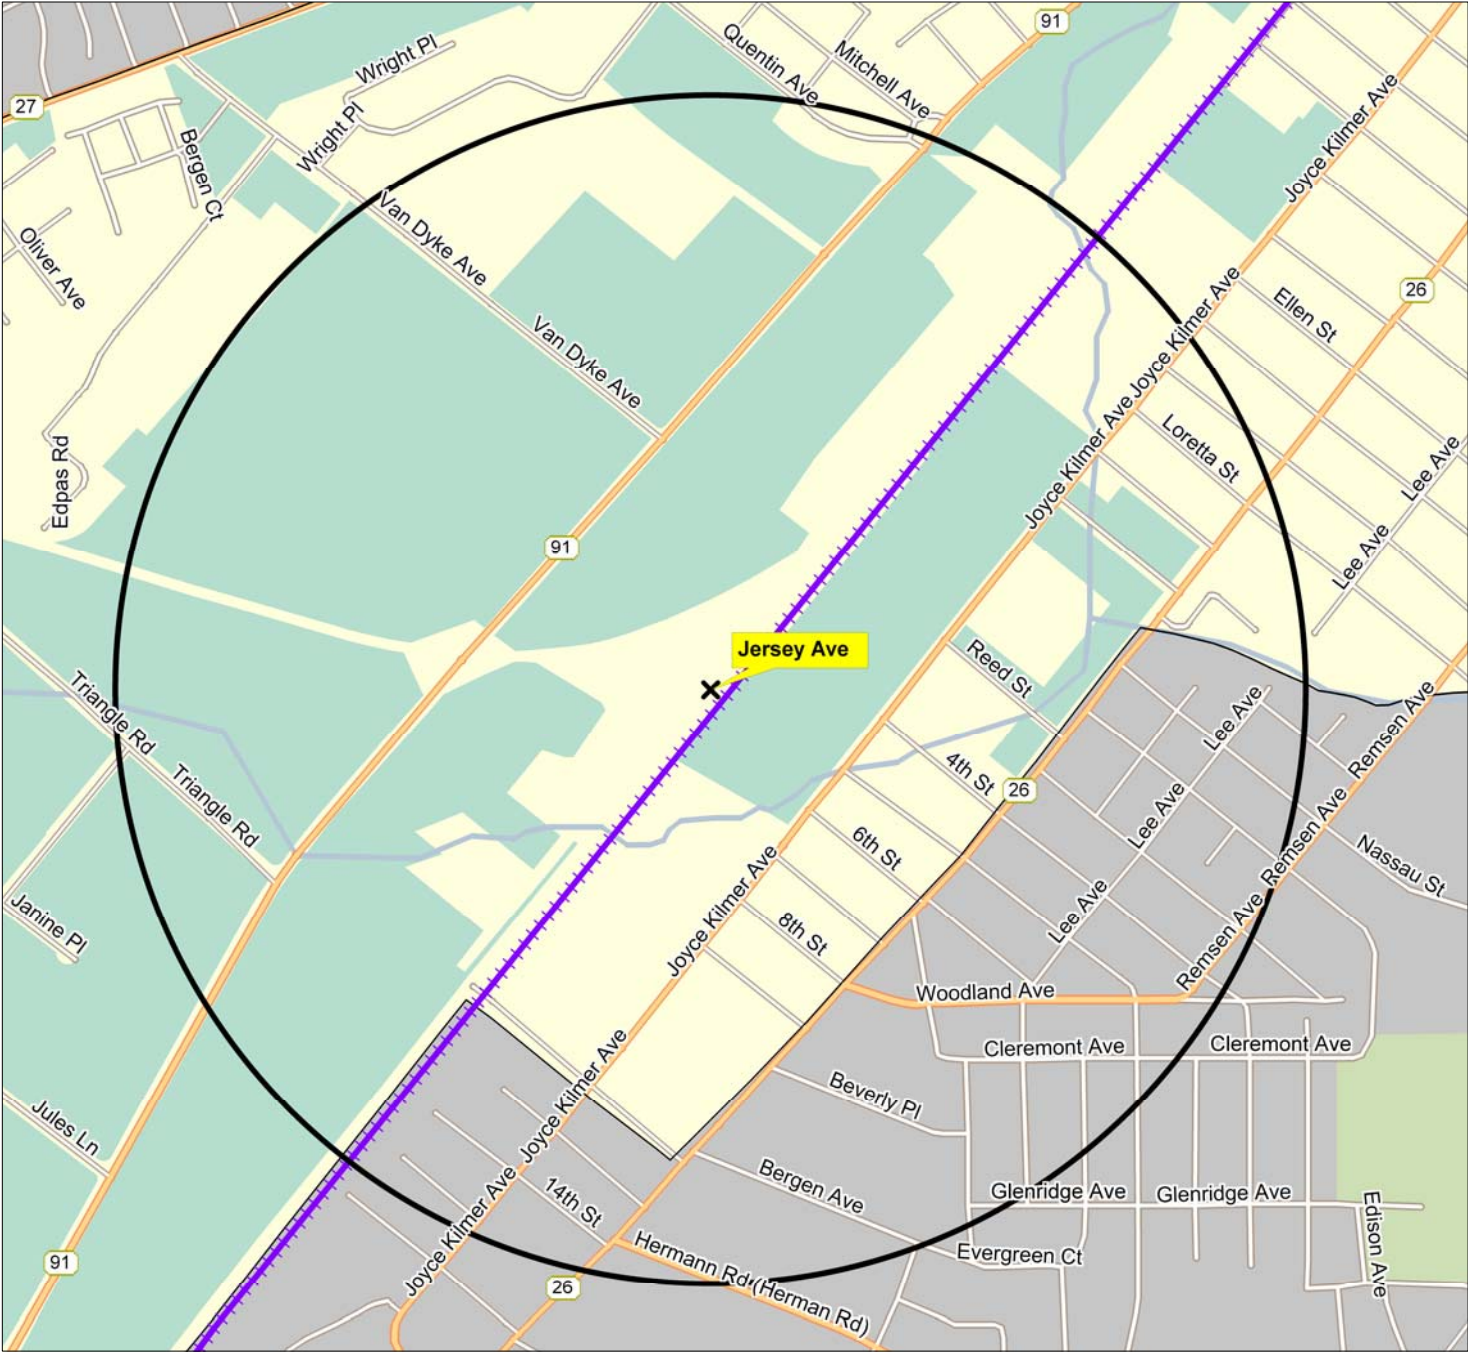 91
Quentin Ave
Mitchell Ave
Wright Pl
27
Wright Pl
Bergen Ct
Joyce Kilmer Ave
Van Dyke Ave
Oliver Ave
26
Ellen St
Joyce Kilmer Ave
Van Dyke Ave
Joyce Kilmer Ave
Loretta St
Lee Ave
Edpas Rd
91
Lee Ave
Jersey Ave
Reed St
Triangle Rd
Lee Ave
Remsen Ave
4th St
26
Triangle Rd
Lee Ave
6th St
Remsen Ave
Nassau St
Joyce Kilmer Ave
Lee Ave
Janine Pl
8th St
Remsen Ave
Woodland Ave
Cleremont Ave
Cleremont Ave
Joyce Kilmer Ave
Beverly Pl
Jules Ln
Bergen Ave
Glenridge Ave
Glenridge Ave
14th St
Joyce Kilmer Ave
Edison Ave
91
Hermann Rd (Herman Rd)
Evergreen Ct
26